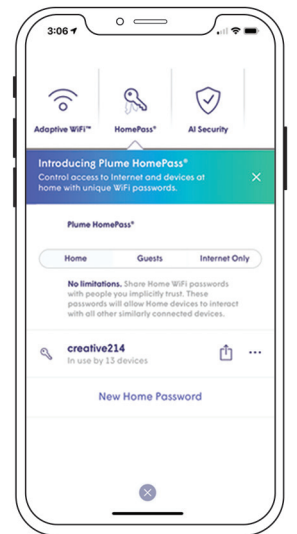 3:06
Adaptive WiFi™
HomePass®
AI Security
Introducing Plume HomePass®
Control access to Internet and devices at
home with unique WiFi passwords.
Plume HomePass®
Home
Guests
Internet Only
No limitations. Share Home WiFi passwords
with people you implicitly trust. These
passwords will allow Home devices to interact
with all other similarly connected devices.
creative214
In use by 13 devices
New Home Password